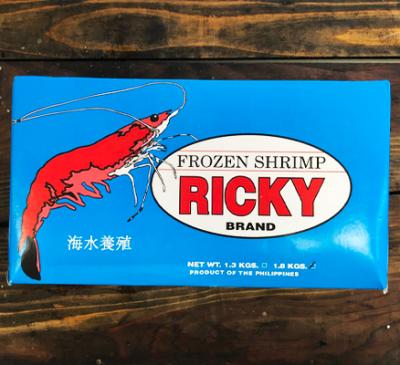 FROZEN SHRIMP
RICKY
BRAND
海水養殖
NET WT. 1.3 KGS. □ 1.8 KGS. ☑
PRODUCT OF THE PHILIPPINES